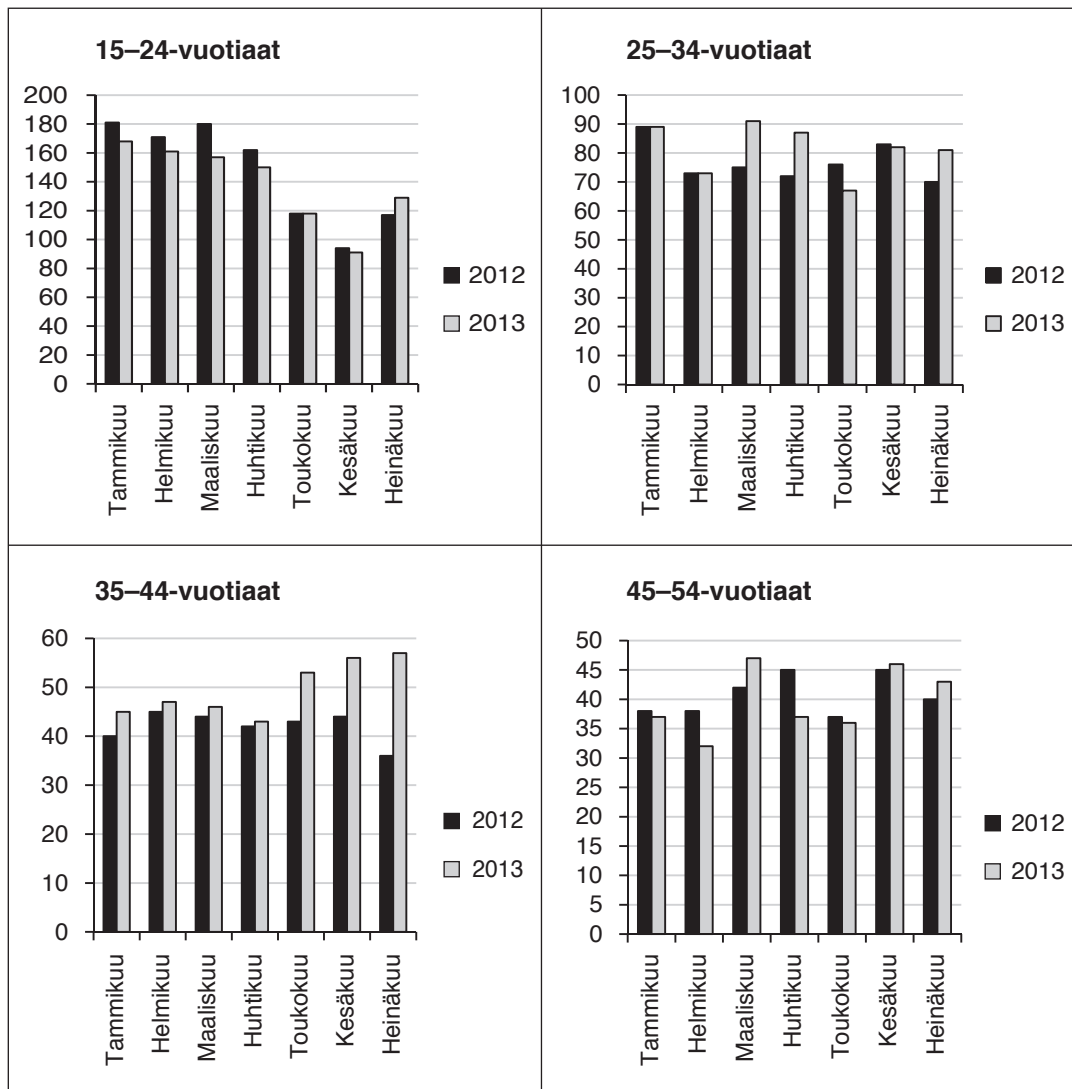 15–24-vuotiaat
200
180
160
140
120
100
80
60
40
20
0
Tammikuu
Helmikuu
Maaliskuu
Huhtikuu
Toukokuu
Kesäkuu
Heinäkuu
2012
2013
25–34-vuotiaat
100
90
80
70
60
50
40
30
20
10
0
Tammikuu
Helmikuu
Maaliskuu
Huhtikuu
Toukokuu
Kesäkuu
Heinäkuu
2012
2013
35–44-vuotiaat
60
50
40
30
20
10
0
Tammikuu
Helmikuu
Maaliskuu
Huhtikuu
Toukokuu
Kesäkuu
Heinäkuu
2012
2013
45–54-vuotiaat
50
45
40
35
30
25
20
15
10
5
0
Tammikuu
Helmikuu
Maaliskuu
Huhtikuu
Toukokuu
Kesäkuu
Heinäkuu
2012
2013